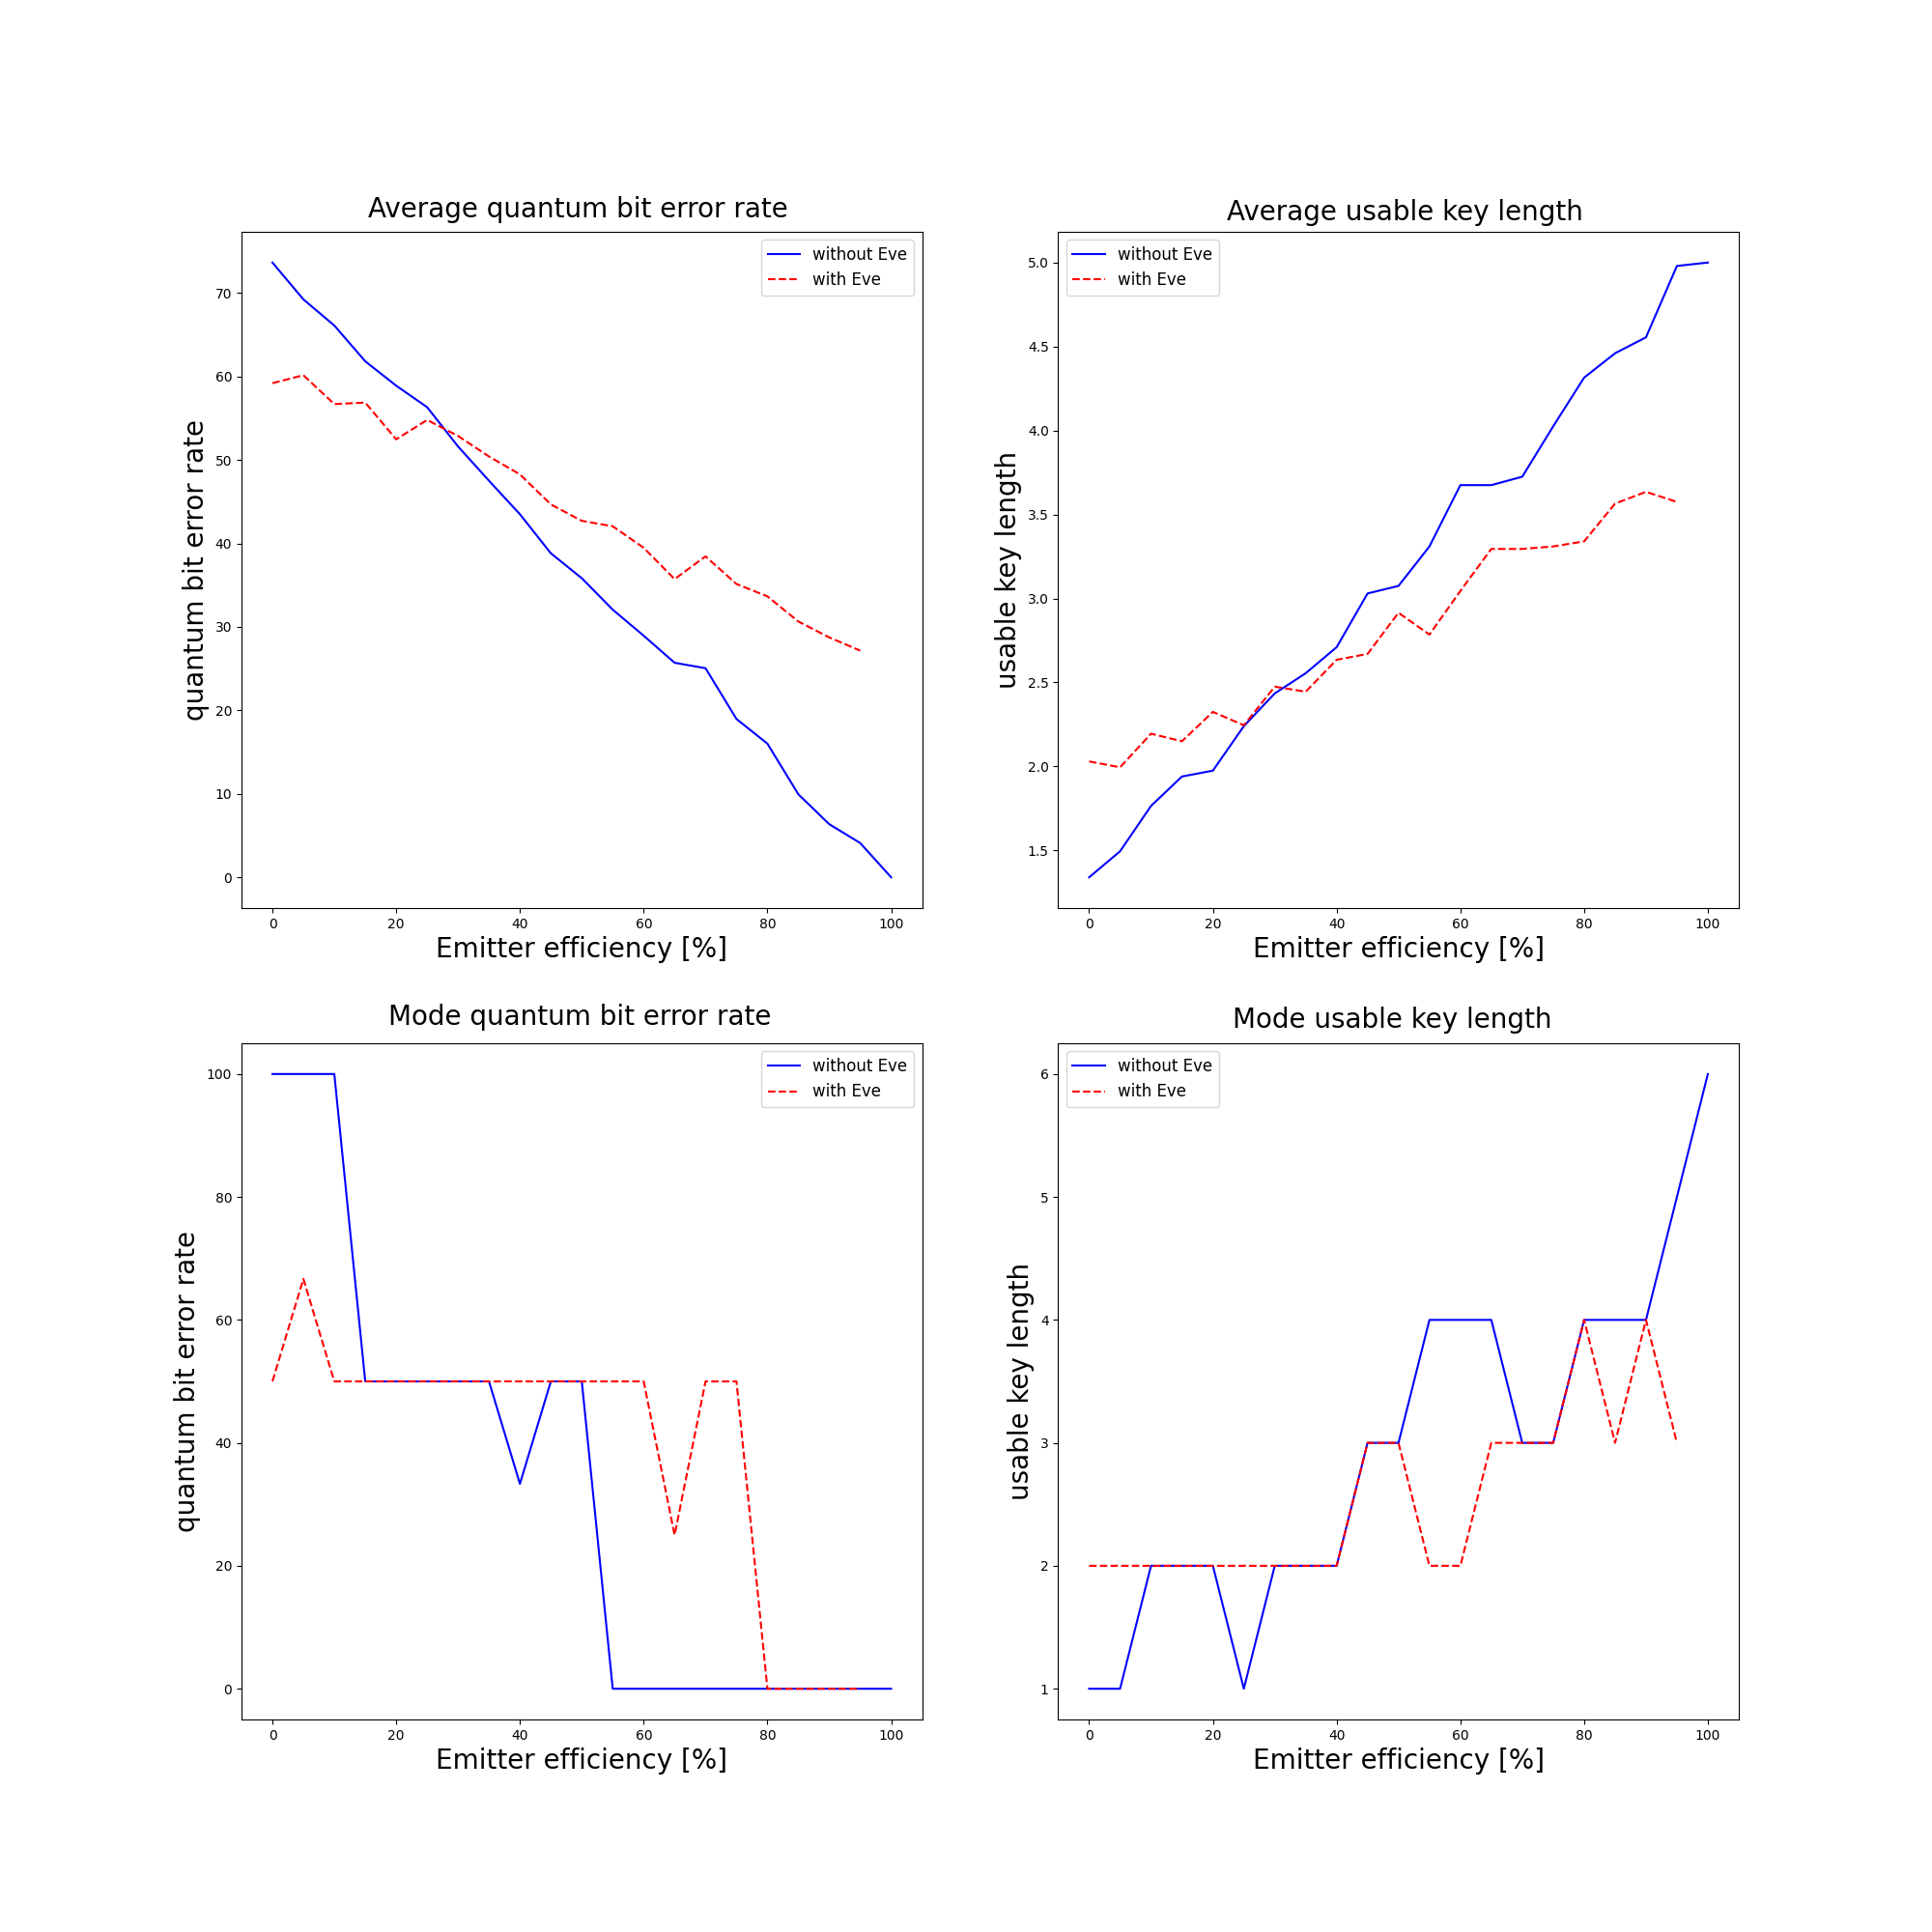 Average quantum bit error rate
without Eve
with Eve
70
60
50
40
30
20
10
0
quantum bit error rate
0 20 40 60 80 100
Emitter efficiency [%]
Average usable key length
without Eve
with Eve
5.0
4.5
4.0
3.5
3.0
2.5
2.0
1.5
usable key length
0 20 40 60 80 100
Emitter efficiency [%]
Mode quantum bit error rate
without Eve
with Eve
100
80
60
40
20
0
quantum bit error rate
0 20 40 60 80 100
Emitter efficiency [%]
Mode usable key length
without Eve
with Eve
6
5
4
3
2
1
usable key length
0 20 40 60 80 100
Emitter efficiency [%]